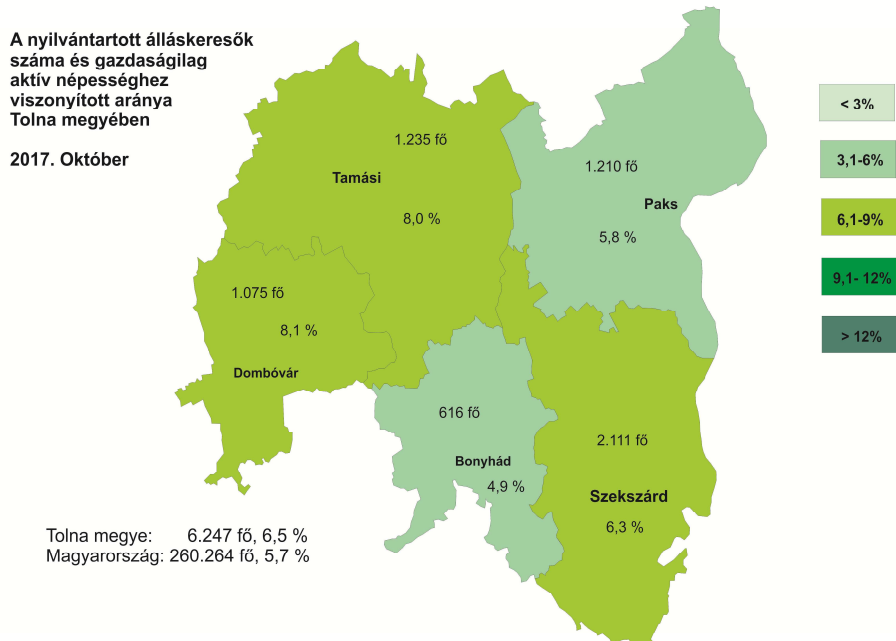 A nyilvántartott álláskeresők
száma és gazdaságilag
aktív népességhez
viszonyított aránya
Tolna megyében
2017. Október
1.235 fő
Tamási
8,0 %
1.210 fő
Paks
5,8 %
1.075 fő
8,1 %
Dombóvár
616 fő
Bonyhád
4,9 %
2.111 fő
Szekszárd
6,3 %
< 3%
3,1-6%
6,1-9%
9,1- 12%
> 12%
Tolna megye: 6.247 fő, 6,5 %
Magyarország: 260.264 fő, 5,7 %